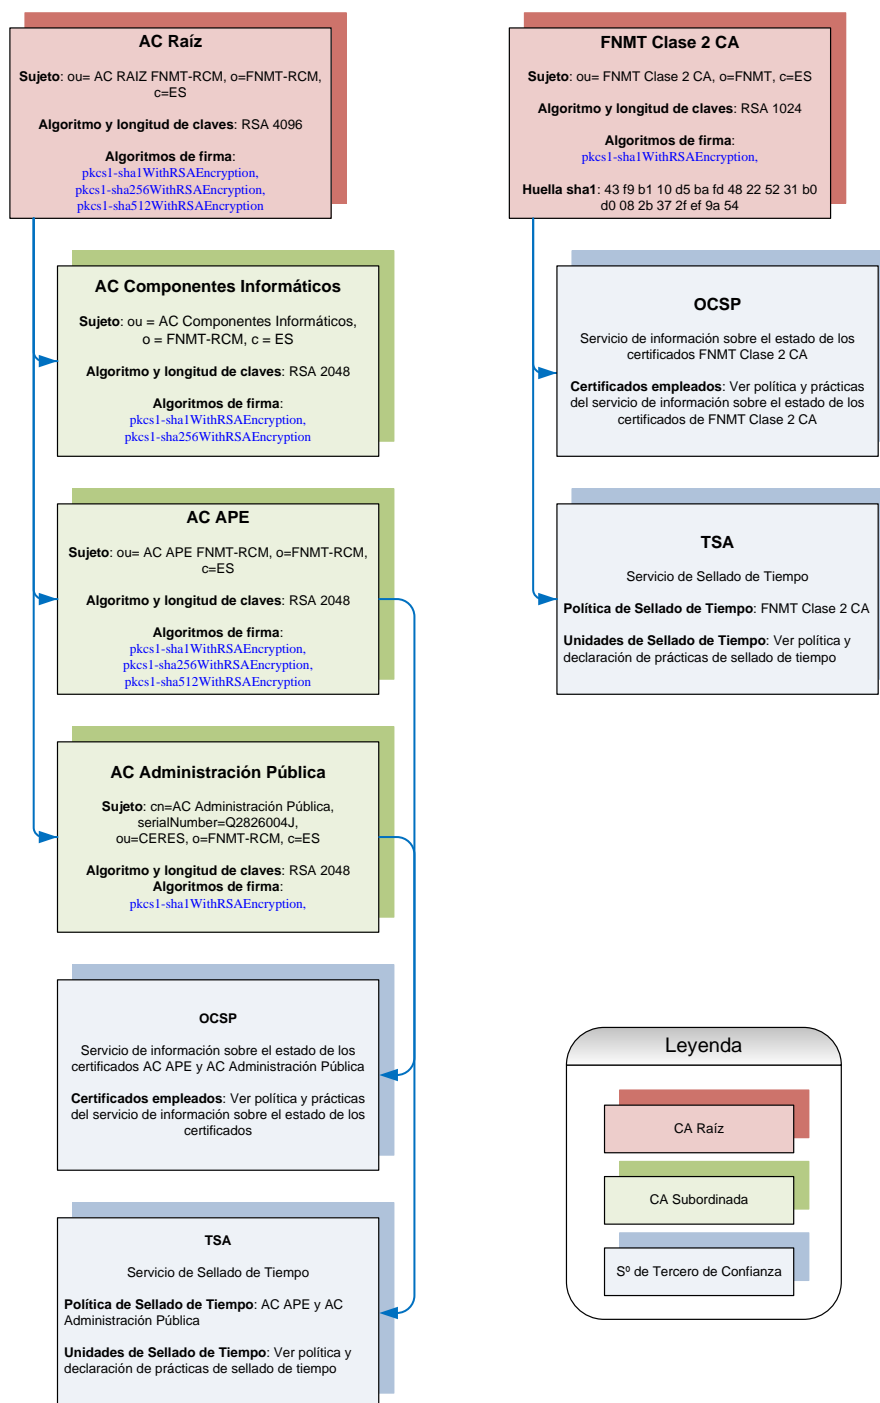 AC Raíz
Sujeto: ou= AC RAIZ FNMT-RCM, o=FNMT-RCM,
c=ES
Algoritmo y longitud de claves: RSA 4096
Algoritmos de firma:
pkcs1-sha1WithRSAEncryption,
pkcs1-sha256WithRSAEncryption,
pkcs1-sha512WithRSAEncryption
AC Componentes Informáticos
Sujeto: ou = AC Componentes Informáticos,
o = FNMT-RCM, c = ES
Algoritmo y longitud de claves: RSA 2048
Algoritmos de firma:
pkcs1-sha1WithRSAEncryption,
pkcs1-sha256WithRSAEncryption
AC APE
Sujeto: ou= AC APE FNMT-RCM, o=FNMT-RCM,
c=ES
Algoritmo y longitud de claves: RSA 2048
Algoritmos de firma:
pkcs1-sha1WithRSAEncryption,
pkcs1-sha256WithRSAEncryption,
pkcs1-sha512WithRSAEncryption
AC Administración Pública
Sujeto: cn=AC Administración Pública,
serialNumber=Q2826004J,
ou=CERES, o=FNMT-RCM, c=ES
Algoritmo y longitud de claves: RSA 2048
Algoritmos de firma:
pkcs1-sha1WithRSAEncryption,
OCSP
Servicio de información sobre el estado de los
certificados AC APE y AC Administración Pública
Certificados empleados: Ver política y prácticas
del servicio de información sobre el estado de los
certificados
TSA
Servicio de Sellado de Tiempo
Política de Sellado de Tiempo: AC APE y AC
Administración Pública
Unidades de Sellado de Tiempo: Ver política y
declaración de prácticas de sellado de tiempo
FNMT Clase 2 CA
Sujeto: ou= FNMT Clase 2 CA, o=FNMT, c=ES
Algoritmo y longitud de claves: RSA 1024
Algoritmos de firma:
pkcs1-sha1WithRSAEncryption,
Huella sha1: 43 f9 b1 10 d5 ba fd 48 22 52 31 b0
d0 08 2b 37 2f ef 9a 54
OCSP
Servicio de información sobre el estado de los
certificados FNMT Clase 2 CA
Certificados empleados: Ver política y prácticas
del servicio de información sobre el estado de los
certificados de FNMT Clase 2 CA
TSA
Servicio de Sellado de Tiempo
Política de Sellado de Tiempo: FNMT Clase 2 CA
Unidades de Sellado de Tiempo: Ver política y
declaración de prácticas de sellado de tiempo
Leyenda
CA Raíz
CA Subordinada
Sº de Tercero de Confianza